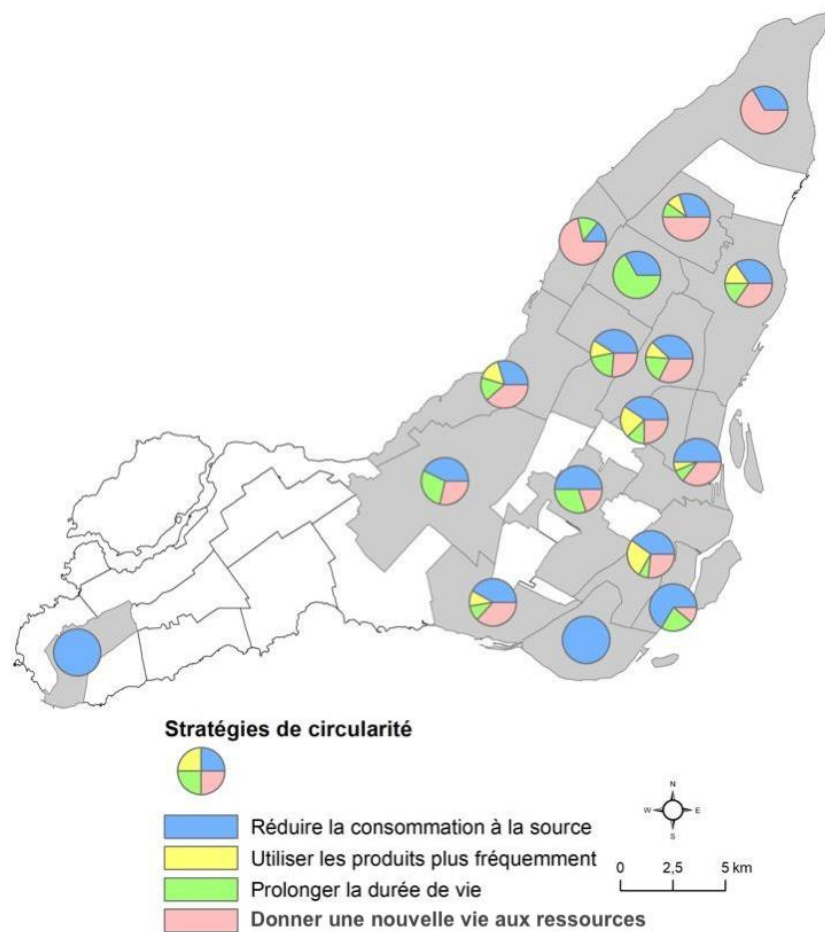 Stratégies de circularité
Réduire la consommation à la source
Utiliser les produits plus fréquemment
Prolonger la durée de vie
Donner une nouvelle vie aux ressources
N
W E
S
0 2,5 5 km